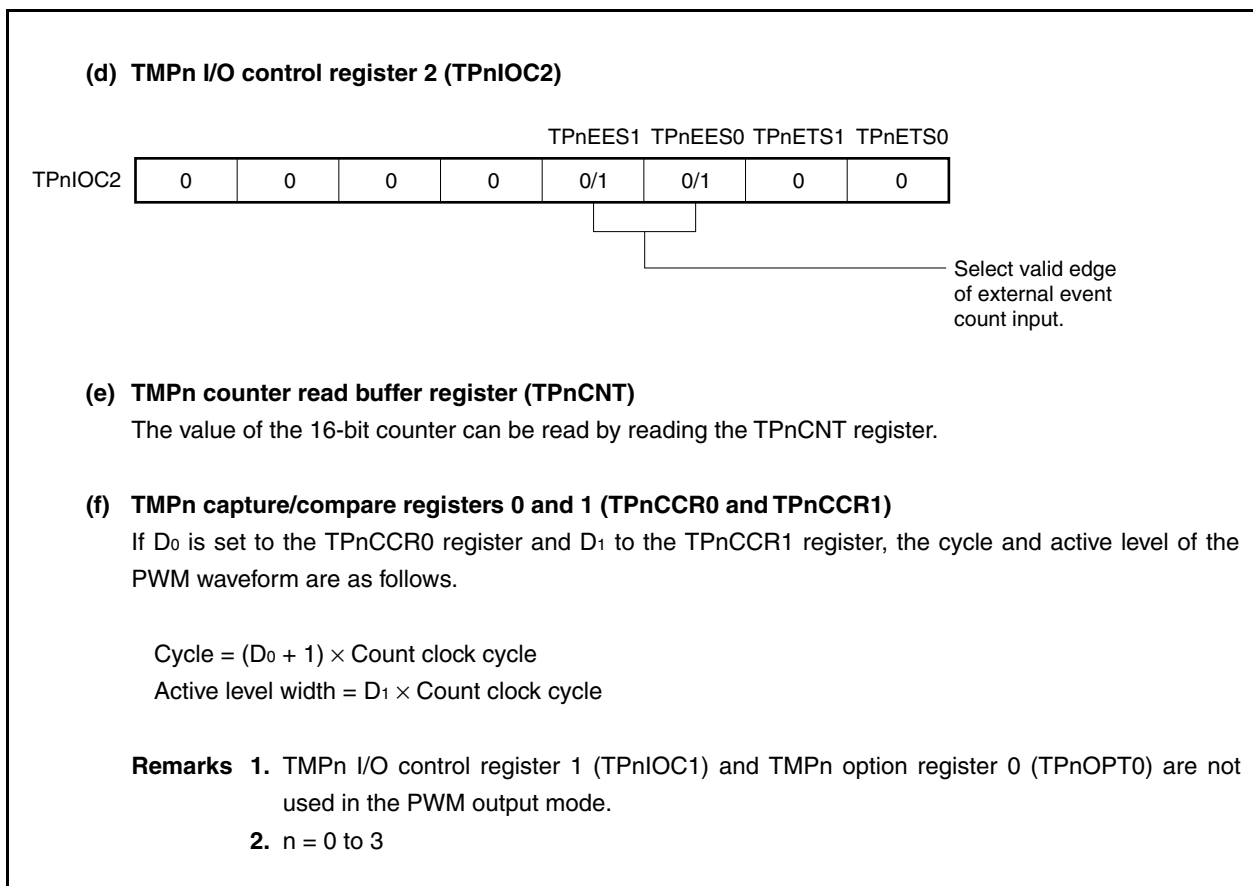 (d) TMPn I/O control register 2 (TPnIOC2)
TPnEES1 TPnEES0 TPnETS1 TPnETS0
TPnIOC2 0 0 0 0 0/1 0/1 0 0
Select valid edge
of external event
count input.
(e) TMPn counter read buffer register (TPnCNT)
The value of the 16-bit counter can be read by reading the TPnCNT register.
(f) TMPn capture/compare registers 0 and 1 (TPnCCR0 and TPnCCR1)
If D0 is set to the TPnCCR0 register and D1 to the TPnCCR1 register, the cycle and active level of the
PWM waveform are as follows.
Cycle = (D0 + 1) × Count clock cycle
Active level width = D1 × Count clock cycle
Remarks 1. TMPn I/O control register 1 (TPnIOC1) and TMPn option register 0 (TPnOPT0) are not
used in the PWM output mode.
2. n = 0 to 3